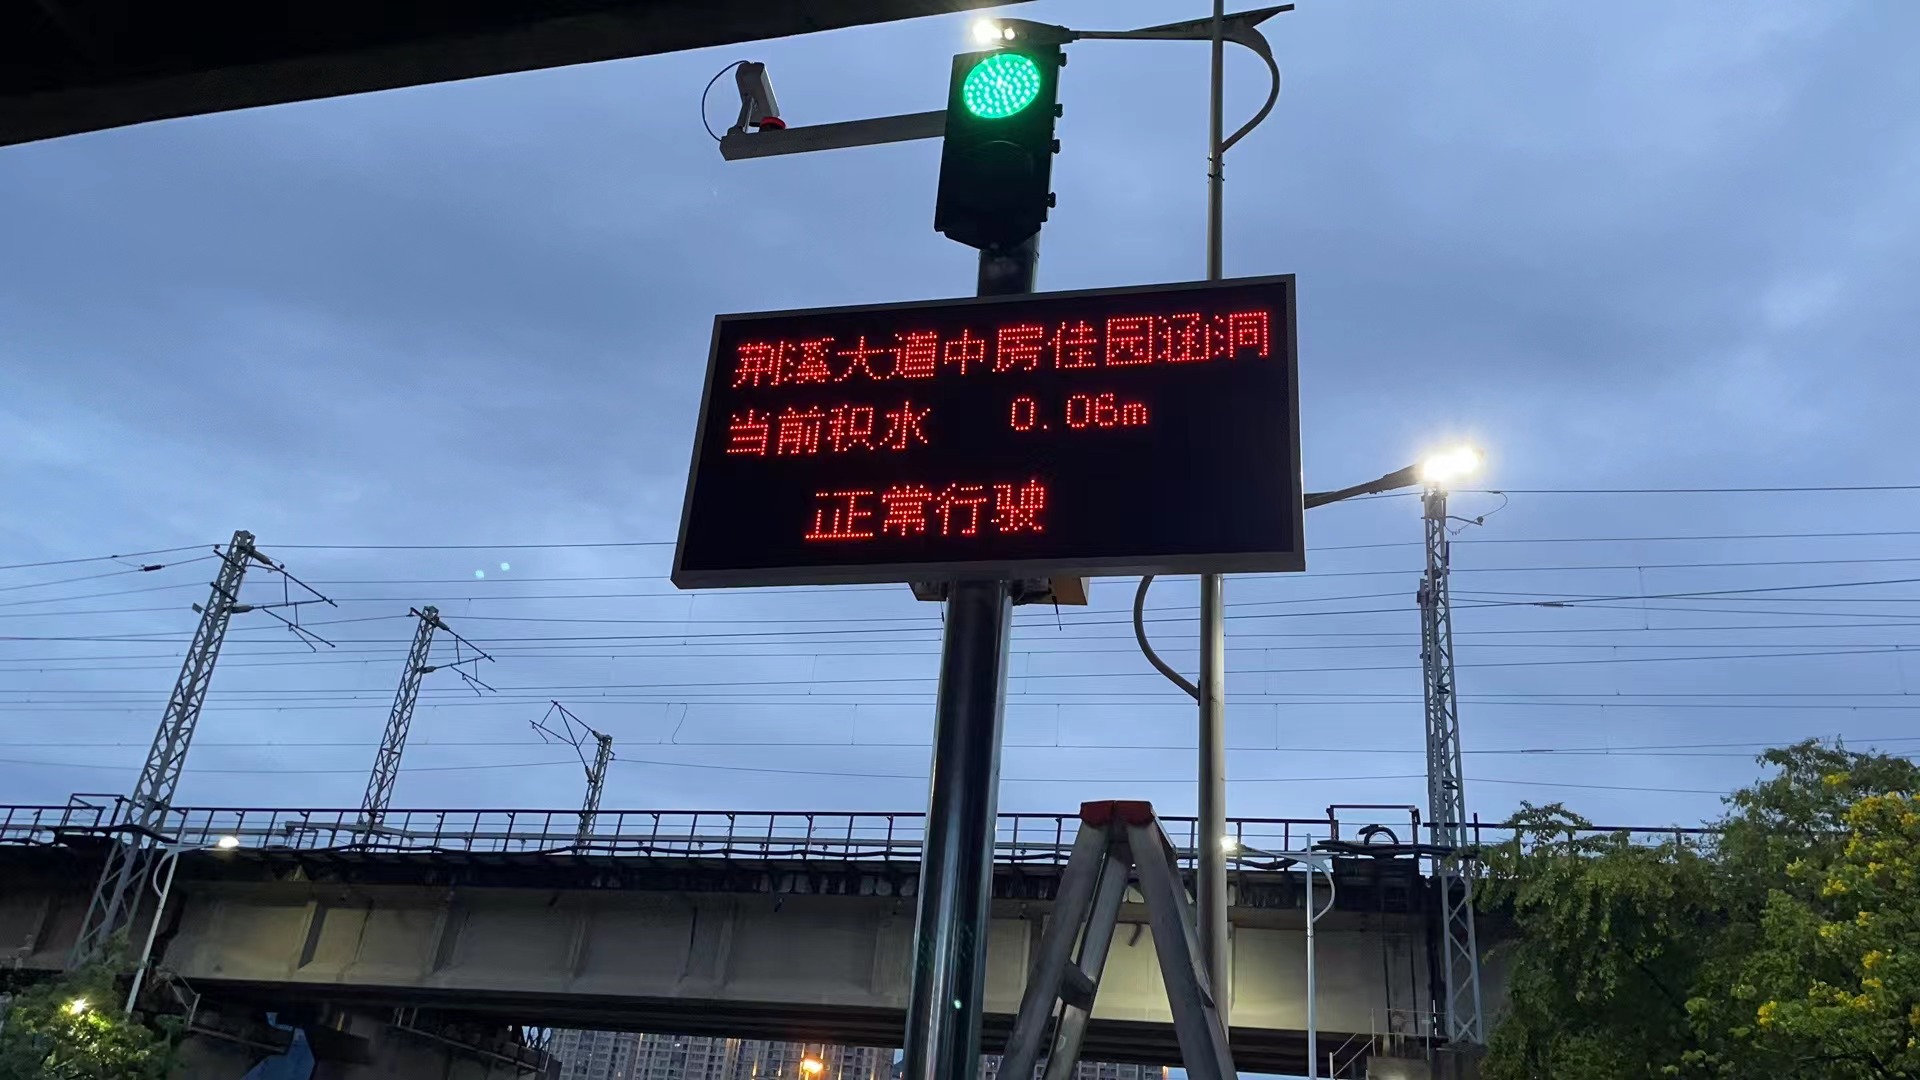 荆溪大道中房佳园涵洞
当前积水 0.06m
正常行驶